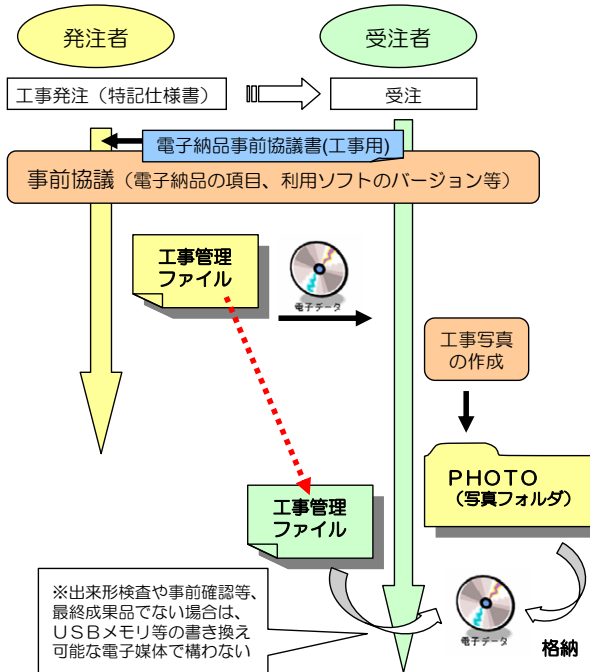 発注者
受注者
工事発注（特記仕様書）
受注
電子納品事前協議書(工事用)
事前協議（電子納品の項目、利用ソフトのバージョン等）
工事管理
ファイル
電子データ
工事写真
の作成
PHOTO
（写真フォルダ）
工事管理
ファイル
※出来形検査や事前確認等、
最終成果品でない場合は、
ＵＳＢメモリ等の書き換え
可能な電子媒体で構わない
電子データ
格納